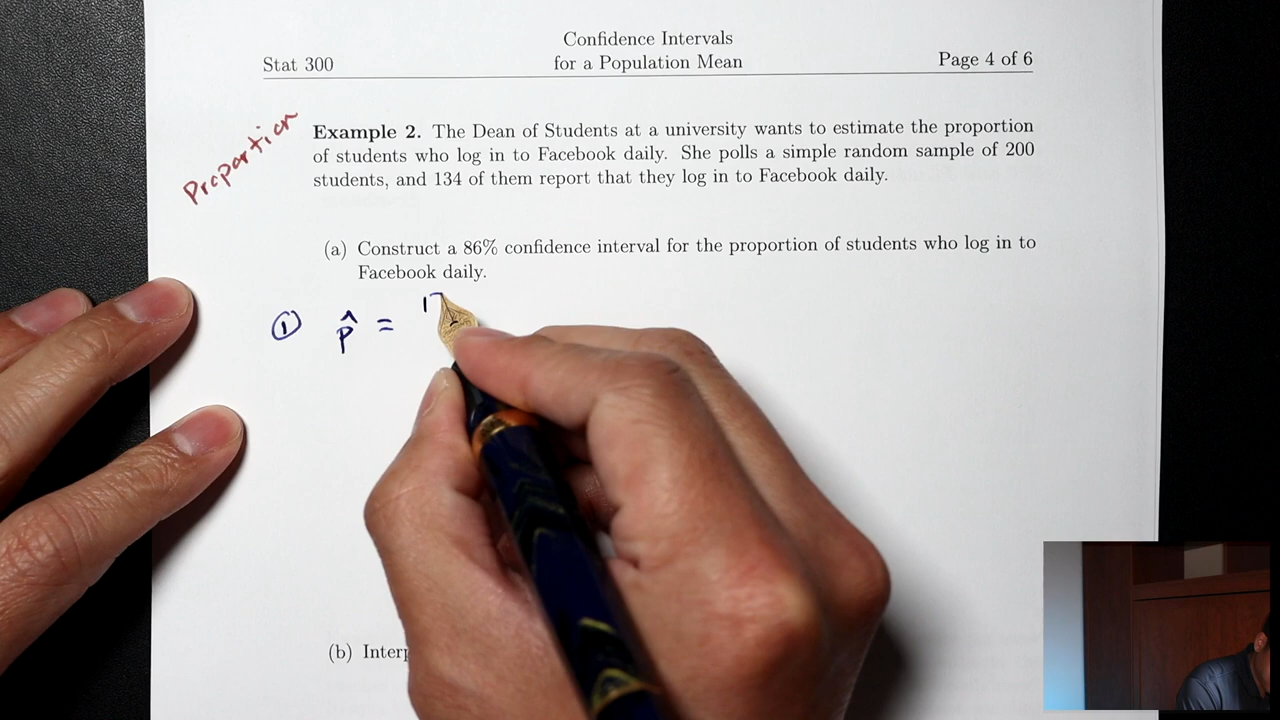 Confidence Intervals
Stat 300 for a Population Mean Page 4 of 6
Proportion
Example 2. The Dean of Students at a university wants to estimate the proportion
of students who log in to Facebook daily. She polls a simple random sample of 200
students, and 134 of them report that they log in to Facebook daily.
(a) Construct a 86% confidence interval for the proportion of students who log in to
Facebook daily.
① p̂ = 1
(b)